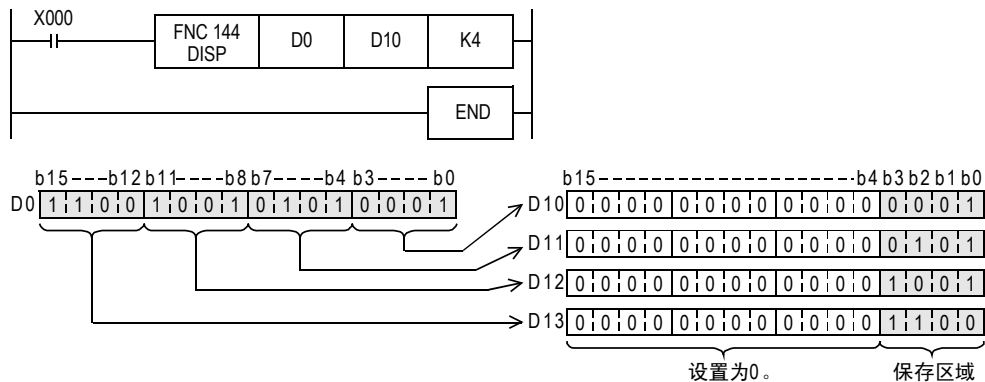 X000
FNC 144
DISP
D0
D10
K4
END
b15----b12 b11----b8 b7-----b4 b3-----b0
D0 1 1 0 0 1 0 0 1 0 1 0 1 0 0 0 1
b15--------------------------b4 b3 b2 b1 b0
D10 0 0 0 0 0 0 0 0 0 0 0 0 0 0 0 1
D11 0 0 0 0 0 0 0 0 0 0 0 0 0 1 0 1
D12 0 0 0 0 0 0 0 0 0 0 0 0 1 0 0 1
D13 0 0 0 0 0 0 0 0 0 0 0 0 1 1 0 0
设置为0。 保存区域